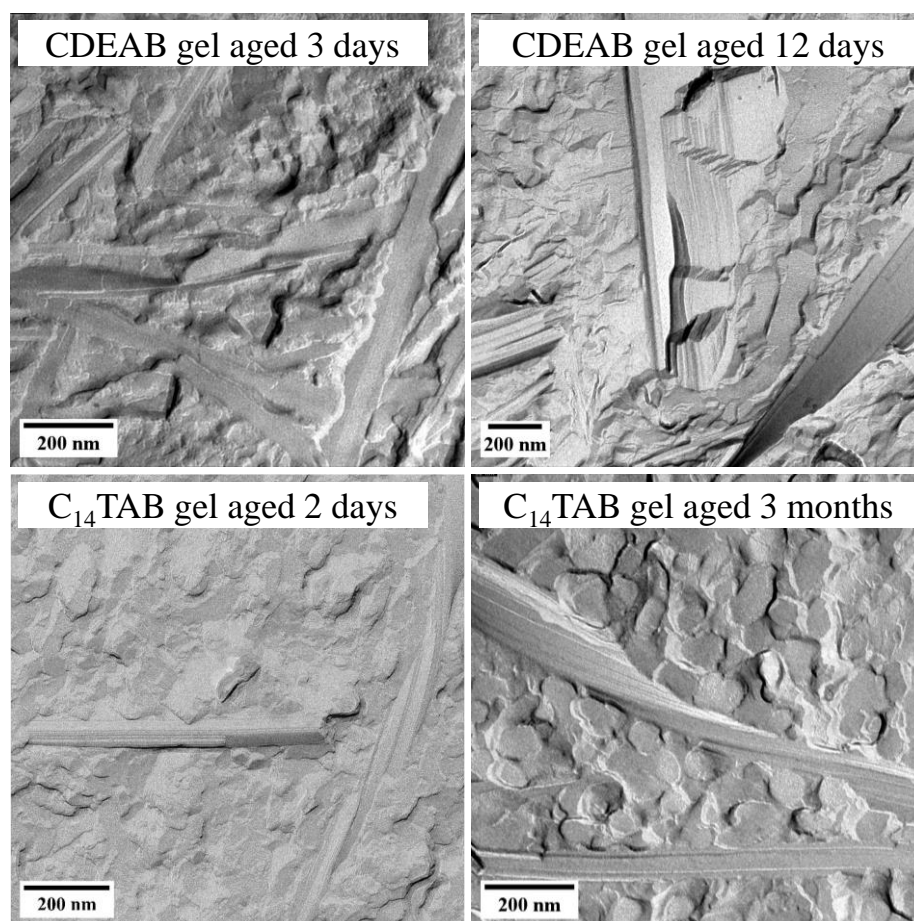 CDEAB gel aged 3 days
CDEAB gel aged 12 days
200 nm
200 nm
C₁₄TAB gel aged 2 days
C₁₄TAB gel aged 3 months
200 nm
200 nm